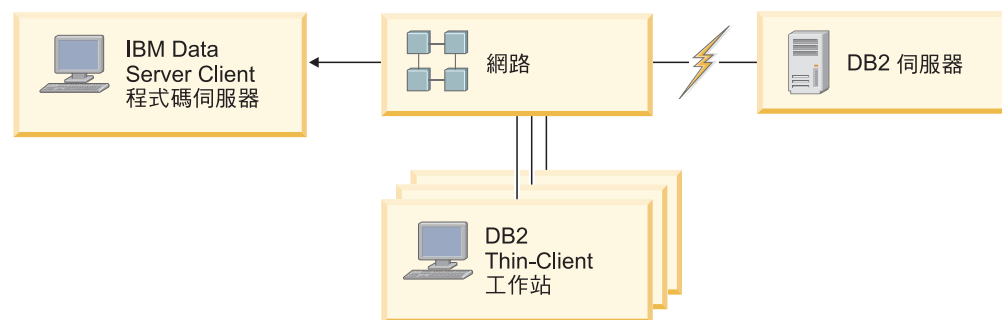 IBM Data
Server Client
程式碼伺服器
網路
DB2 伺服器
DB2
Thin-Client
工作站